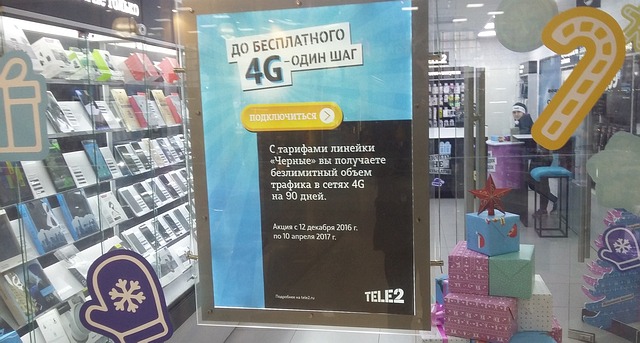 ТОЛЬКО
ДО БЕСПЛАТНОГО
4G-ОДИН ШАГ
ПОДКЛЮЧИТЬСЯ
С тарифами линейки
«Черные» вы получаете
безлимитный объем
трафика в сетях 4G
на 90 дней.
Акция с 12 декабря 2016 г.
по 10 апреля 2017 г.
Подробнее на tele2.ru
TELE2